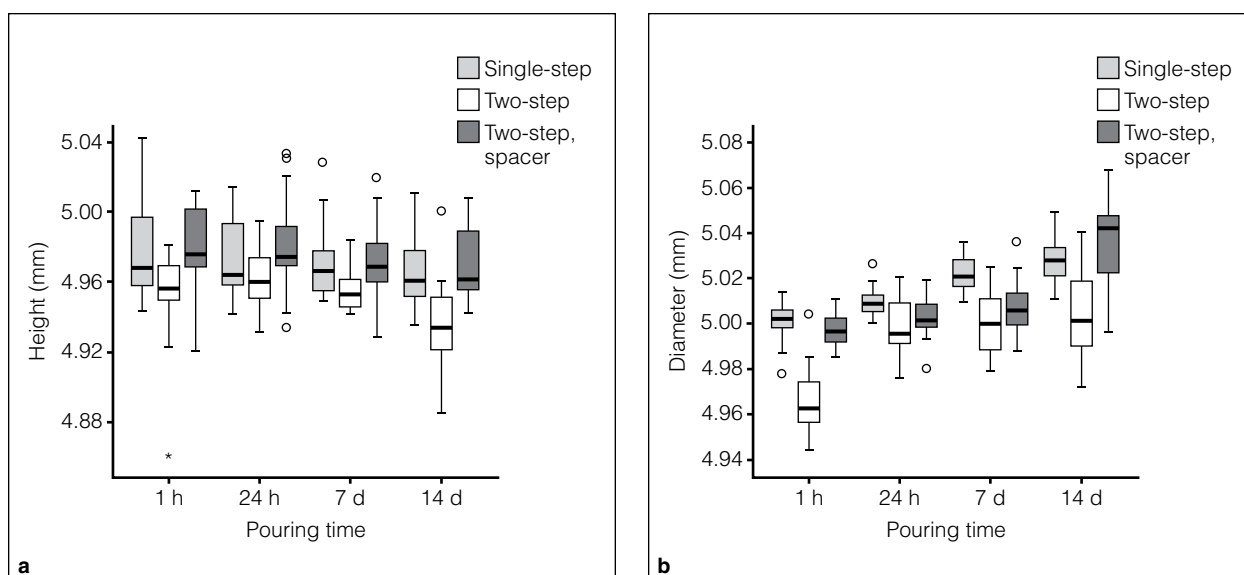 Single-step
Two-step
Two-step,
spacer
5.04
5.00
4.96
4.92
4.88
Height (mm)
*
1 h 24 h 7 d 14 d
Pouring time
a
Single-step
Two-step
Two-step,
spacer
5.08
5.06
5.04
5.02
5.00
4.98
4.96
4.94
Diameter (mm)
1 h 24 h 7 d 14 d
Pouring time
b